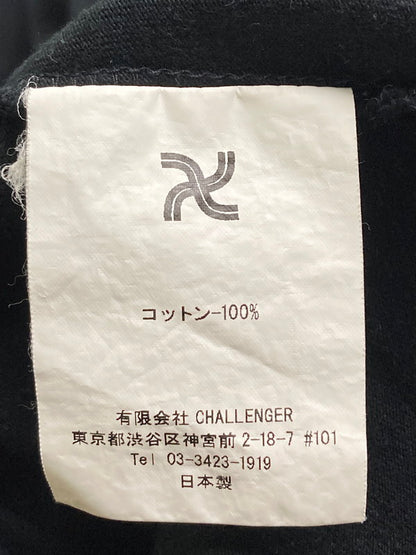 コットン-100%
有限会社 CHALLENGER
東京都渋谷区神宮前 2-18-7 #101
Tel 03-3423-1919
日本製